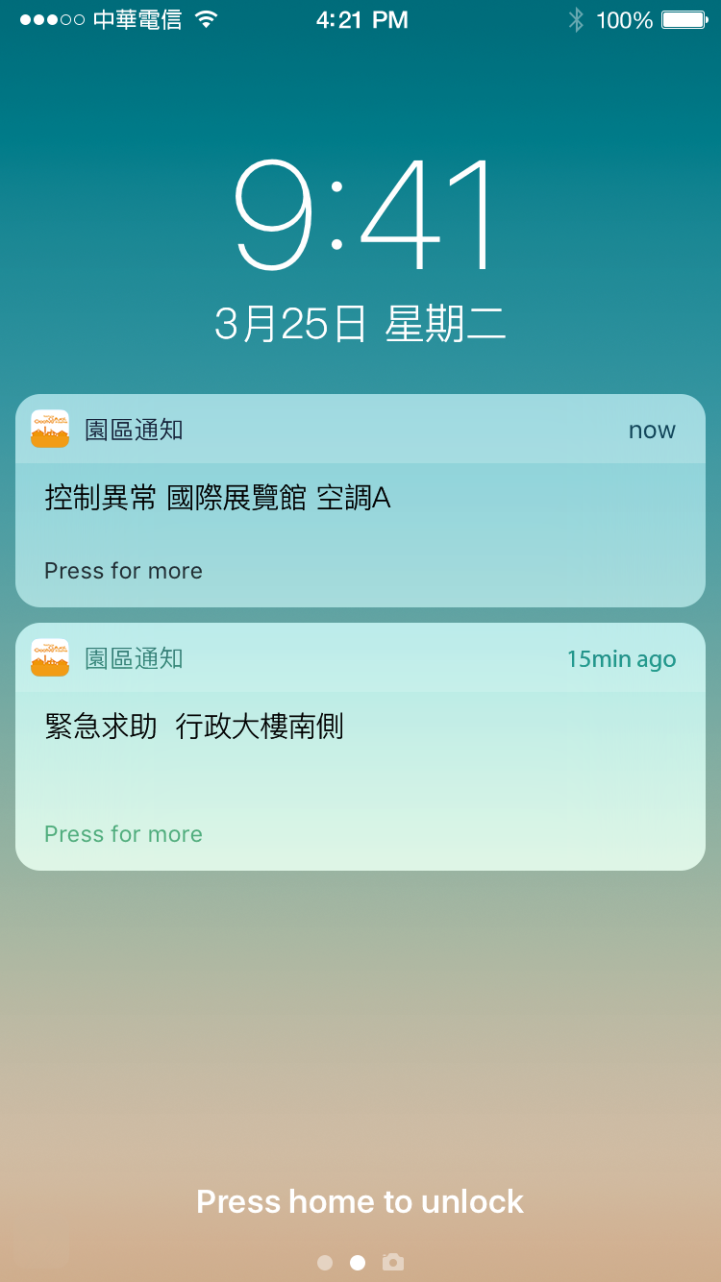 中華電信 4:21 PM 100%
9:41
3月25日 星期二
園區通知 now
控制異常 國際展覽館 空調A
Press for more
園區通知 15min ago
緊急求助 行政大樓南側
Press for more
Press home to unlock